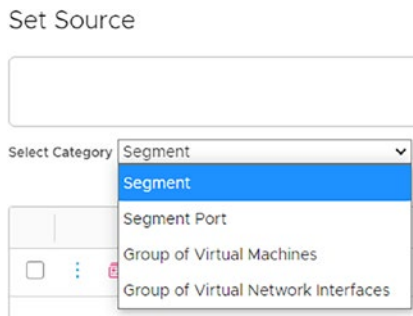 Set Source
Select Category Segment
Segment
Segment Port
Group of Virtual Machines
Group of Virtual Network Interfaces